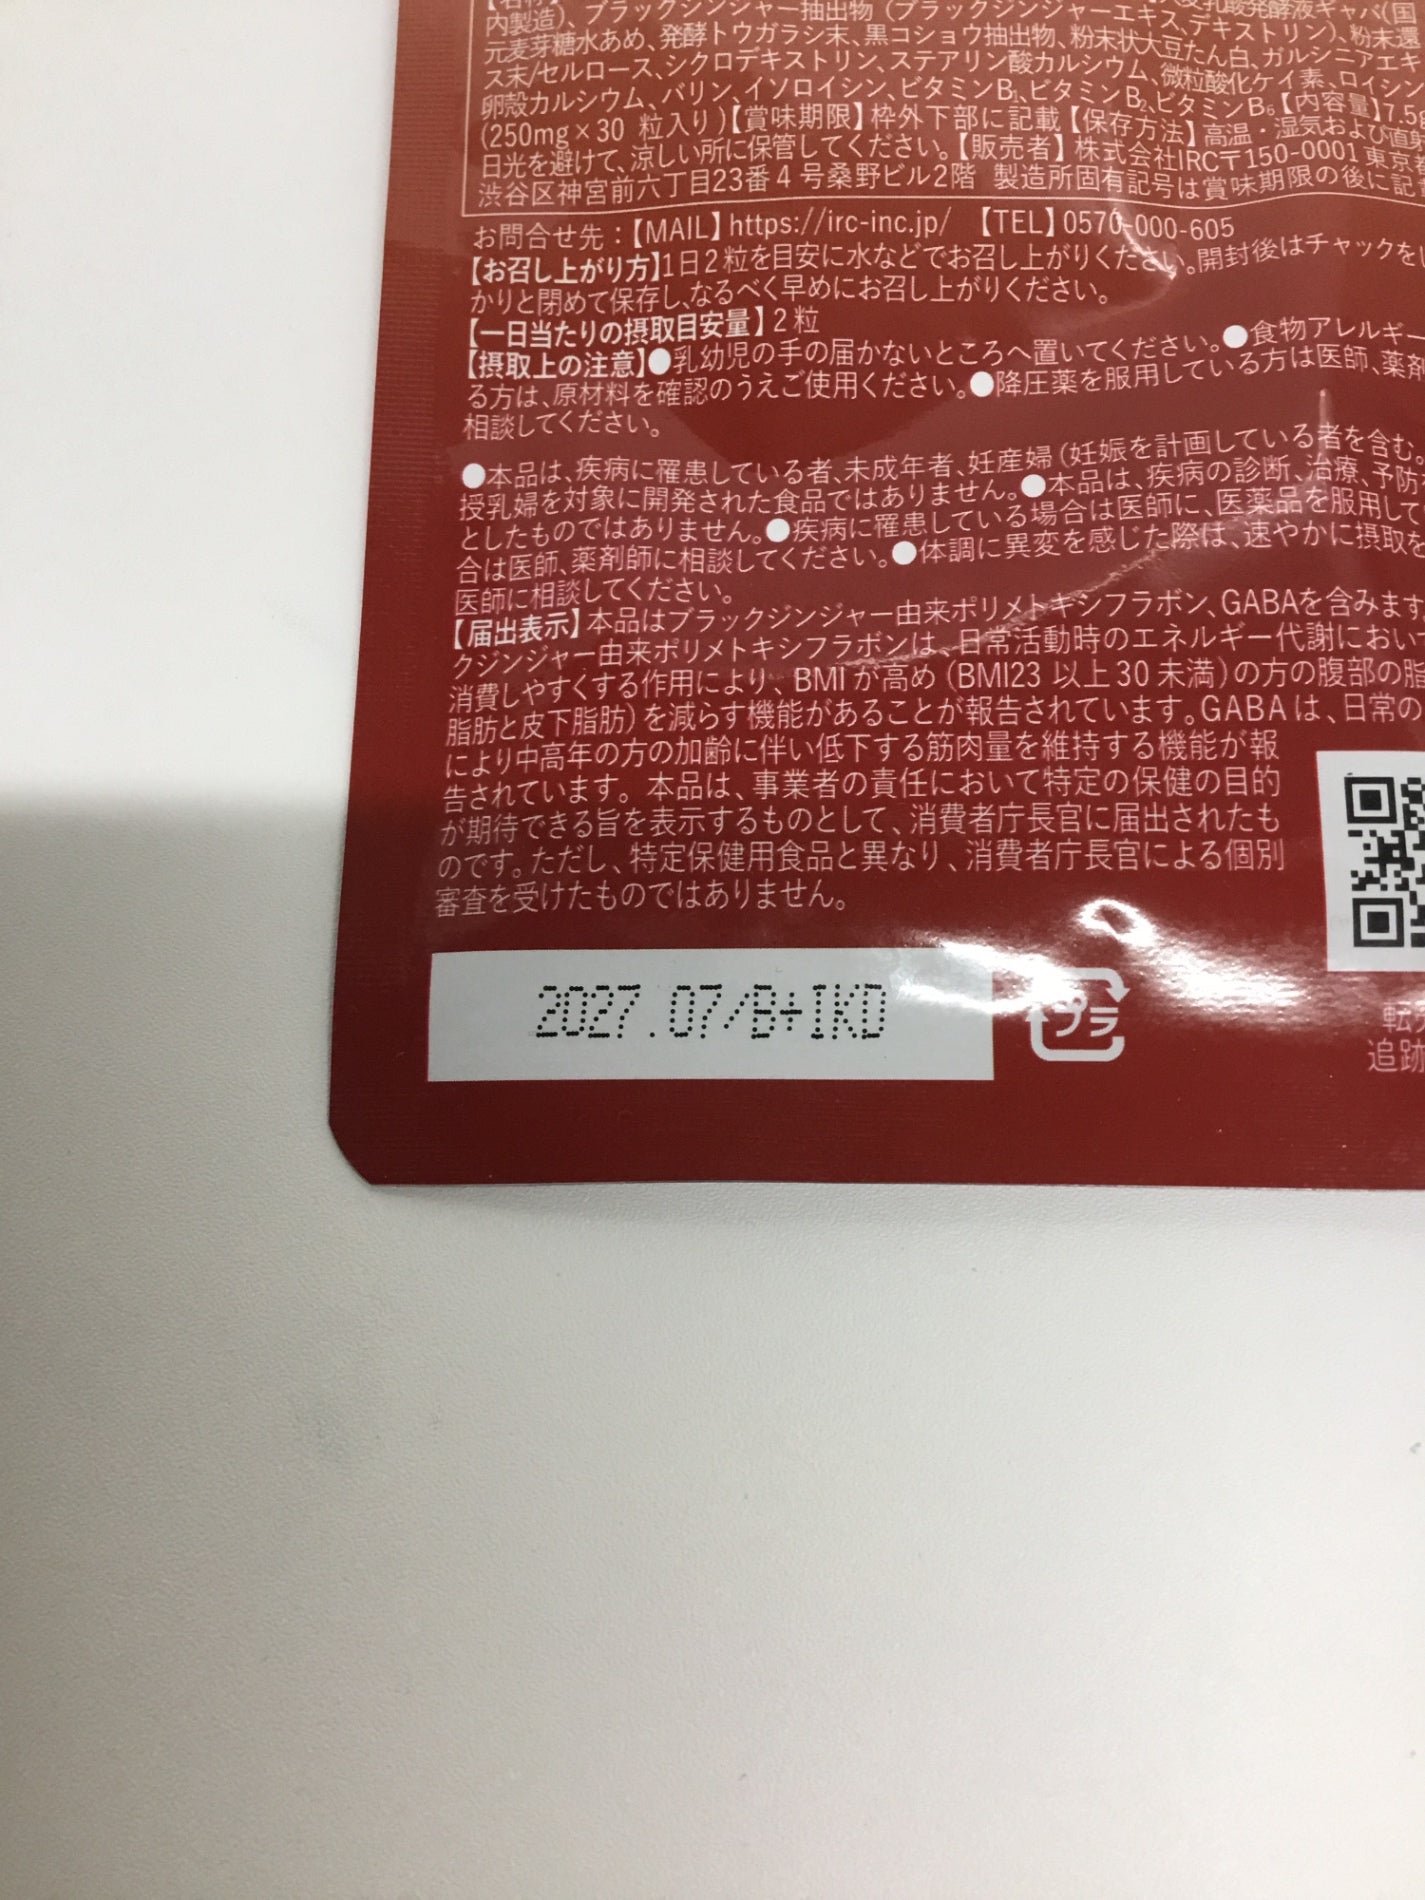 乳酸発酵液ギャバ(国
内製造)、ブラックジンジャー抽出物(ブラックジンジャーエキス、デキストリン)、粉末還
元麦芽糖水あめ、発酵トウガラシ末、黒コショウ抽出物、粉末状大豆たん白、ガルシニアエキ
ス末/セルロース、シクロデキストリン、ステアリン酸カルシウム、微粒酸化ケイ素、ロイシン
卵殻カルシウム、バリン、イソロイシン、ビタミンB₁、ビタミンB₂、ビタミンB₆【内容量】7.5g
(250mg×30 粒入り)【賞味期限】枠外下部に記載【保存方法】高温・湿気および直射
日光を避けて、涼しい所に保管してください。【販売者】株式会社IRC〒150-0001 東京都
渋谷区神宮前六丁目23番4号桑野ビル2階 製造所固有記号は賞味期限の後に記
お問合せ先:【MAIL】https://irc-inc.jp/ 【TEL】0570-000-605
【お召し上がり方】1日2粒を目安に水などでお召し上がりください。開封後はチャックをし
かりと閉めて保存し、なるべく早めにお召し上がりください。
【一日当たりの摂取目安量】2粒
【摂取上の注意】●乳幼児の手の届かないところへ置いてください。●食物アレルギー
る方は、原材料を確認のうえご使用ください。●降圧薬を服用している方は医師、薬剤
相談してください。
●本品は、疾病に罹患している者、未成年者、妊産婦(妊娠を計画している者を含む。
授乳婦を対象に開発された食品ではありません。●本品は、疾病の診断、治療、予防
としたものではありません。●疾病に罹患している場合は医師に、医薬品を服用して
合は医師、薬剤師に相談してください。●体調に異変を感じた際は、速やかに摂取を
医師に相談してください。
【届出表示】本品はブラックジンジャー由来ポリメトキシフラボン、GABAを含みます
クジンジャー由来ポリメトキシフラボンは、日常活動時のエネルギー代謝におい
消費しやすくする作用により、BMIが高め(BMI23 以上 30 未満)の方の腹部の脂
脂肪と皮下脂肪)を減らす機能があることが報告されています。GABAは、日常の
により中高年の方の加齢に伴い低下する筋肉量を維持する機能が報
告されています。本品は、事業者の責任において特定の保健の目的
が期待できる旨を表示するものとして、消費者庁長官に届出されたも
のです。ただし、特定保健用食品と異なり、消費者庁長官による個別
審査を受けたものではありません。
2027.07/B+IKD
プラ
転
追跡